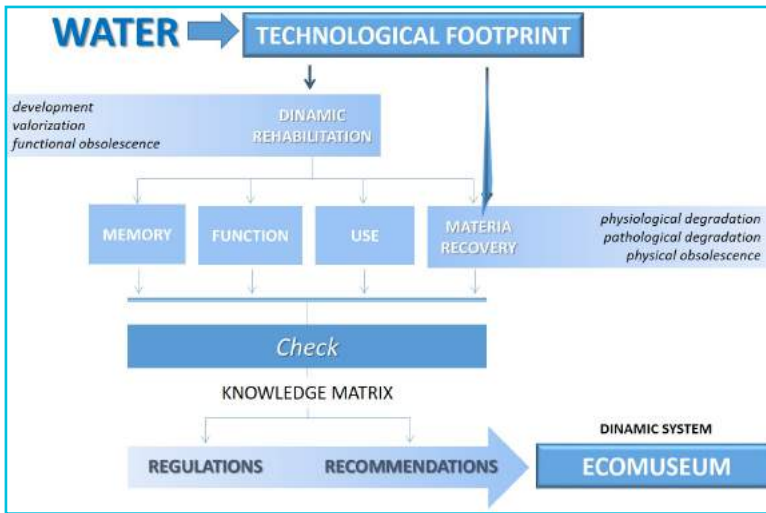 WATER
TECHNOLOGICAL FOOTPRINT
development
valorization
functional obsolescence
DINAMIC
REHABILITATION
MEMORY
FUNCTION
USE
MATERIA
RECOVERY
physiological degradation
pathological degradation
physical obsolescence
Check
KNOWLEDGE MATRIX
REGULATIONS
RECOMMENDATIONS
DINAMIC SYSTEM
ECOMUSEUM